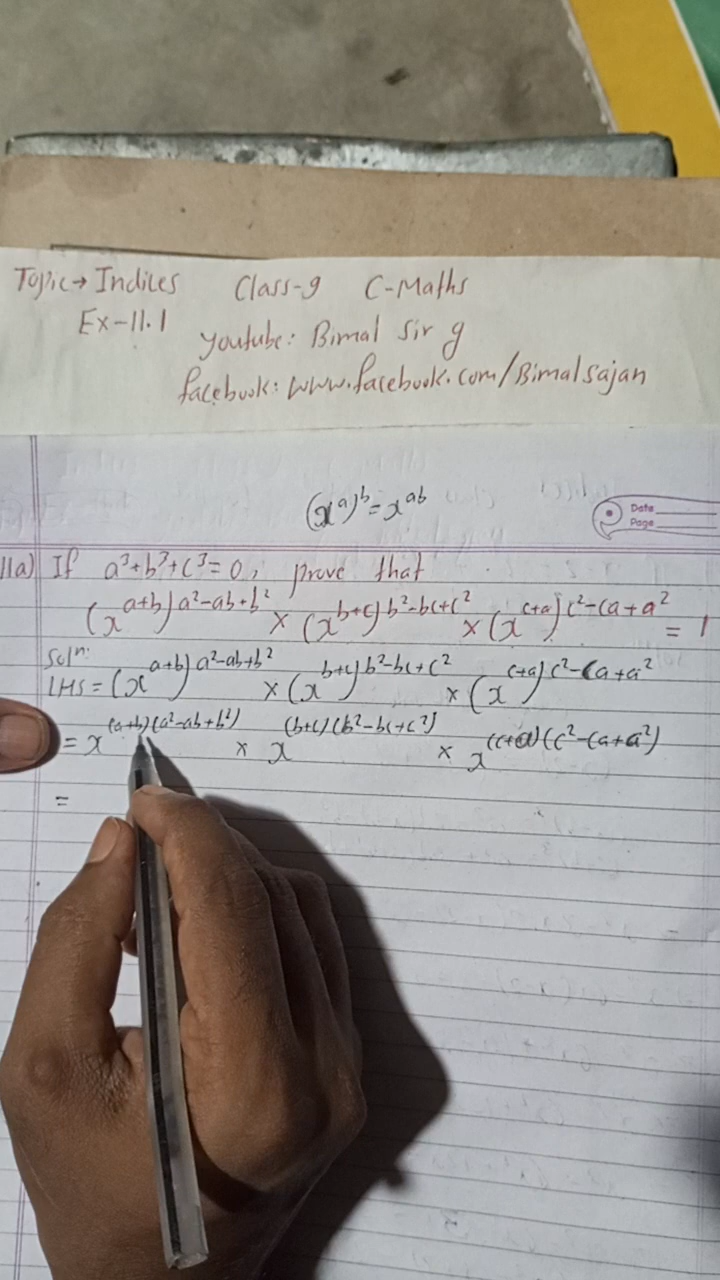 Topic → Indices Class-9 C-Maths
Ex-11.1 youtube: Bimal Sir g
facebook: www.facebook.com/Bimalsajan
(x^a)^b = x^ab
Date
Page
11a) If a³+b³+c³=0, prove that
(x^a+b)^a²-ab+b² × (x^b+c)^b²-bc+c² × (x^c+a)^c²-ca+a² = 1
Solⁿ:
LHS = (x^a+b)^a²-ab+b² × (x^b+c)^b²-bc+c² × (x^c+a)^c²-ca+a²
= x^(a+b)(a²-ab+b²) × x^(b+c)(b²-bc+c²) × x^(c+a)(c²-ca+a²)
=